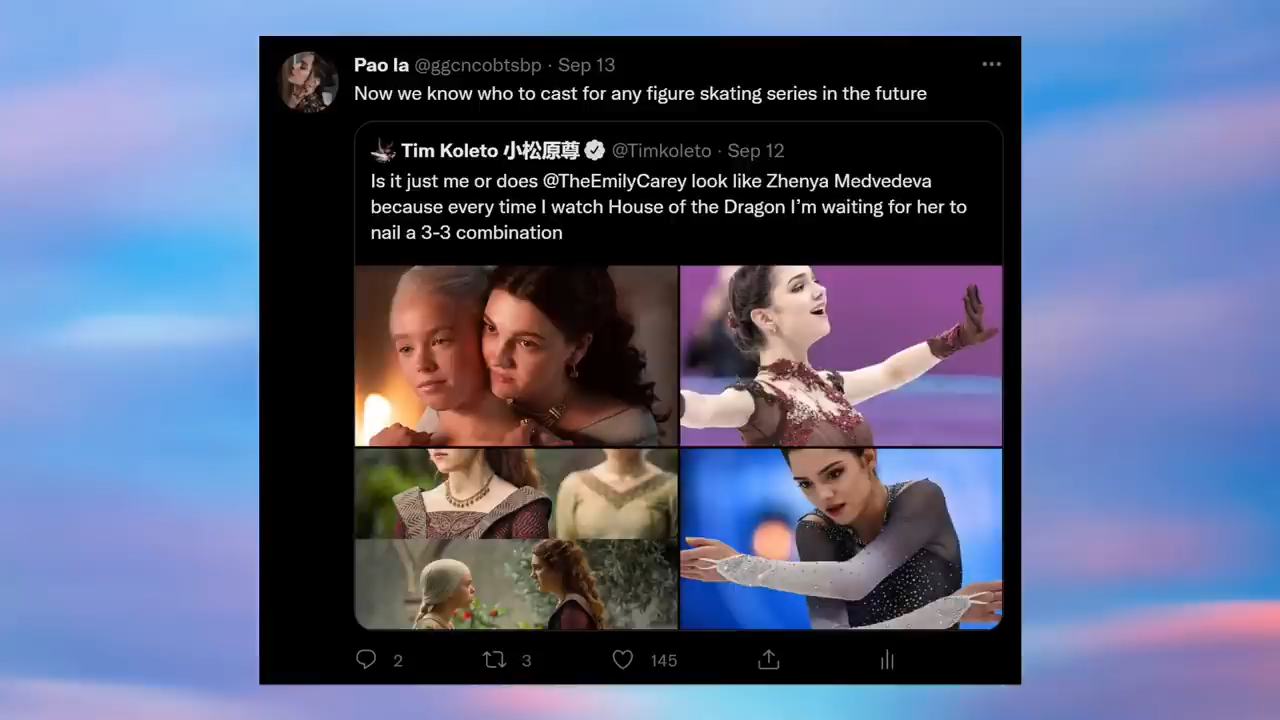 Pao la @ggcncobtsbp · Sep 13
Now we know who to cast for any figure skating series in the future
Tim Koleto 小松原尊 @Timkoleto · Sep 12
Is it just me or does @TheEmilyCarey look like Zhenya Medvedeva
because every time I watch House of the Dragon I’m waiting for her to
nail a 3-3 combination
2 3 145